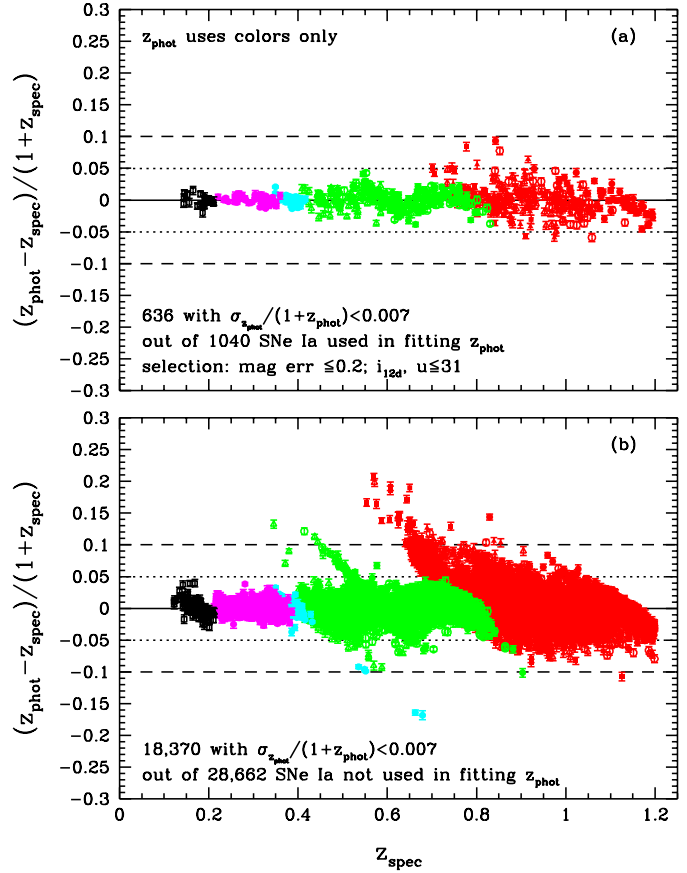 0.3
z_phot uses colors only (a)
0.25
0.2
0.15
0.1
0.05
0
−0.05
−0.1
−0.15
−0.2
−0.25
−0.3
(z_phot−z_spec)/(1+z_spec)
636 with σ_z_phot/(1+z_phot)<0.007
out of 1040 SNe Ia used in fitting z_phot
selection: mag err ≤0.2; i_12d, u≤31
0.3
(b)
0.25
0.2
0.15
0.1
0.05
0
−0.05
−0.1
−0.15
−0.2
−0.25
−0.3
(z_phot−z_spec)/(1+z_spec)
18,370 with σ_z_phot/(1+z_phot)<0.007
out of 28,662 SNe Ia not used in fitting z_phot
0 0.2 0.4 0.6 0.8 1 1.2
z_spec